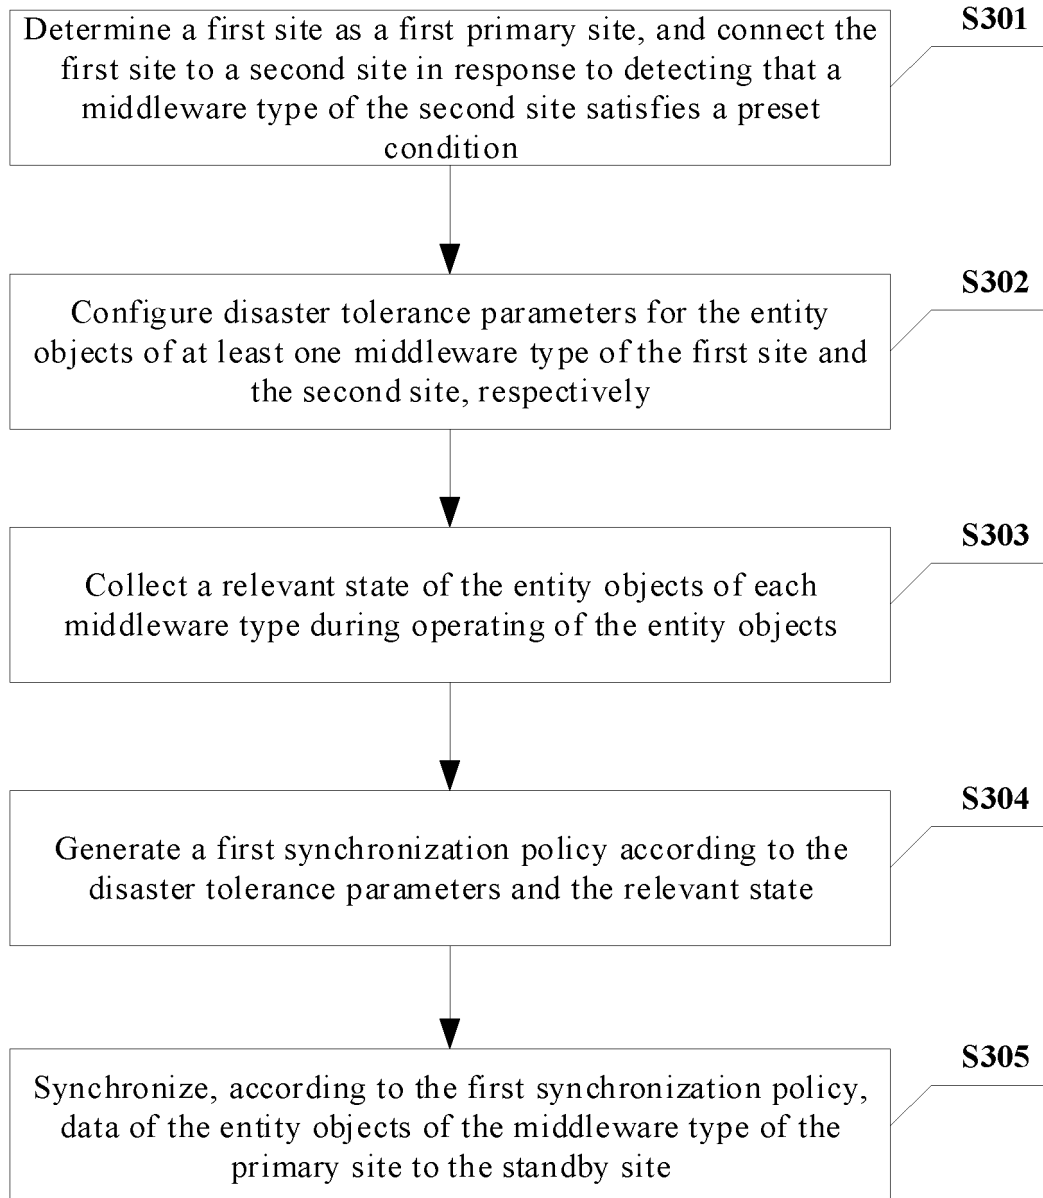 S301
Determine a first site as a first primary site, and connect the
first site to a second site in response to detecting that a
middleware type of the second site satisfies a preset
condition
S302
Configure disaster tolerance parameters for the entity
objects of at least one middleware type of the first site and
the second site, respectively
S303
Collect a relevant state of the entity objects of each
middleware type during operating of the entity objects
S304
Generate a first synchronization policy according to the
disaster tolerance parameters and the relevant state
S305
Synchronize, according to the first synchronization policy,
data of the entity objects of the middleware type of the
primary site to the standby site